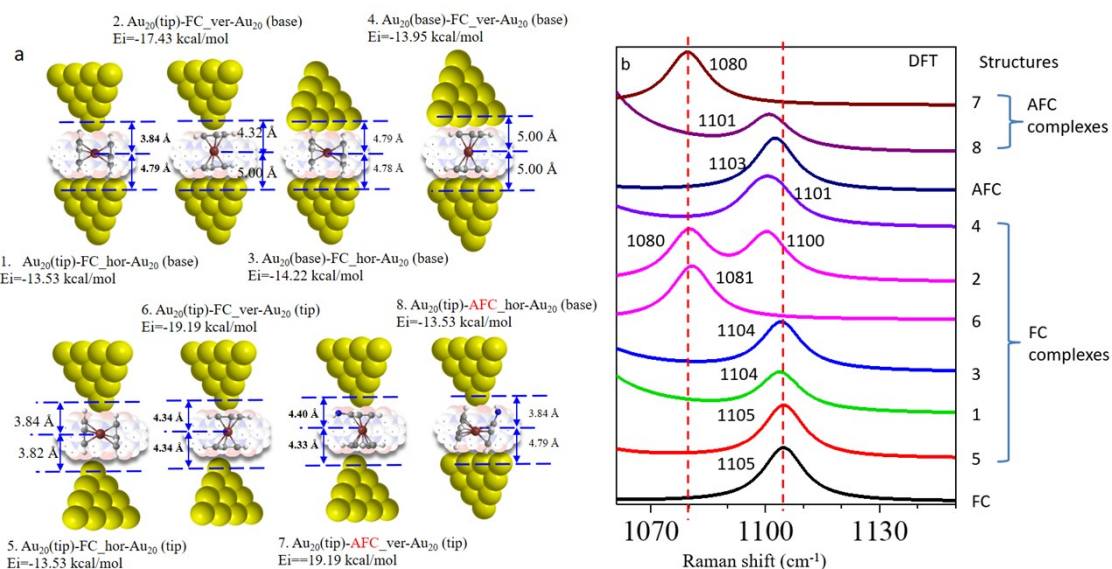 2. Au20(tip)-FC_ver-Au20 (base)
Ei=-17.43 kcal/mol
4. Au20(base)-FC_ver-Au20 (base)
Ei=-13.95 kcal/mol
a
3.84 Å
4.79 Å
4.32 Å
5.00 Å
4.79 Å
4.78 Å
5.00 Å
5.00 Å
1. Au20(tip)-FC_hor-Au20 (base)
Ei=-13.53 kcal/mol
3. Au20(base)-FC_hor-Au20 (base)
Ei=-14.22 kcal/mol
6. Au20(tip)-FC_ver-Au20 (tip)
Ei=-19.19 kcal/mol
8. Au20(tip)-AFC_hor-Au20 (base)
Ei=-13.53 kcal/mol
3.84 Å
3.82 Å
4.34 Å
4.34 Å
4.40 Å
4.33 Å
3.84 Å
4.79 Å
5. Au20(tip)-FC_hor-Au20 (tip)
Ei=-13.53 kcal/mol
7. Au20(tip)-AFC_ver-Au20 (tip)
Ei==19.19 kcal/mol
b
DFT
Structures
1080
7
1101
8
AFC
complexes
1103
AFC
1101
4
1080
1100
2
1081
6
1104
3
FC
complexes
1104
1
1105
5
1105
FC
1070
1100
1130
Raman shift (cm-1)